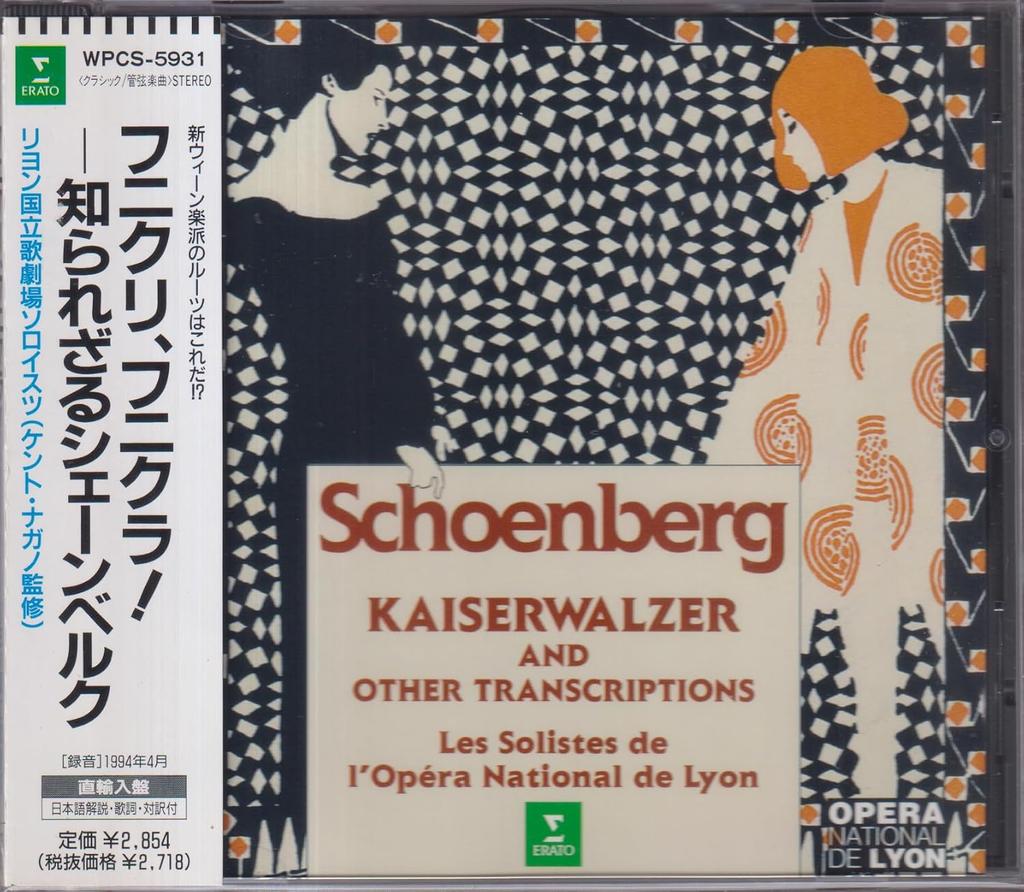 ERATO
WPCS-5931
〈クラシック/管弦楽曲〉STEREO
新ウィーン楽派のルーツはこれだ!?
フニクリ、フニクラ!
―知られざるシェーンベルク
リヨン国立歌劇場ソロイスツ(ケント・ナガノ監修)
[録音]1994年4月
直輸入盤
日本語解説・歌詞・対訳付
定価 ¥2,854
(税抜価格 ¥2,718)
Schoenberg
KAISERWALZER
AND
OTHER TRANSCRIPTIONS
Les Solistes de
l'Opéra National de Lyon
ERATO
OPERA
NATIONAL
DE LYON